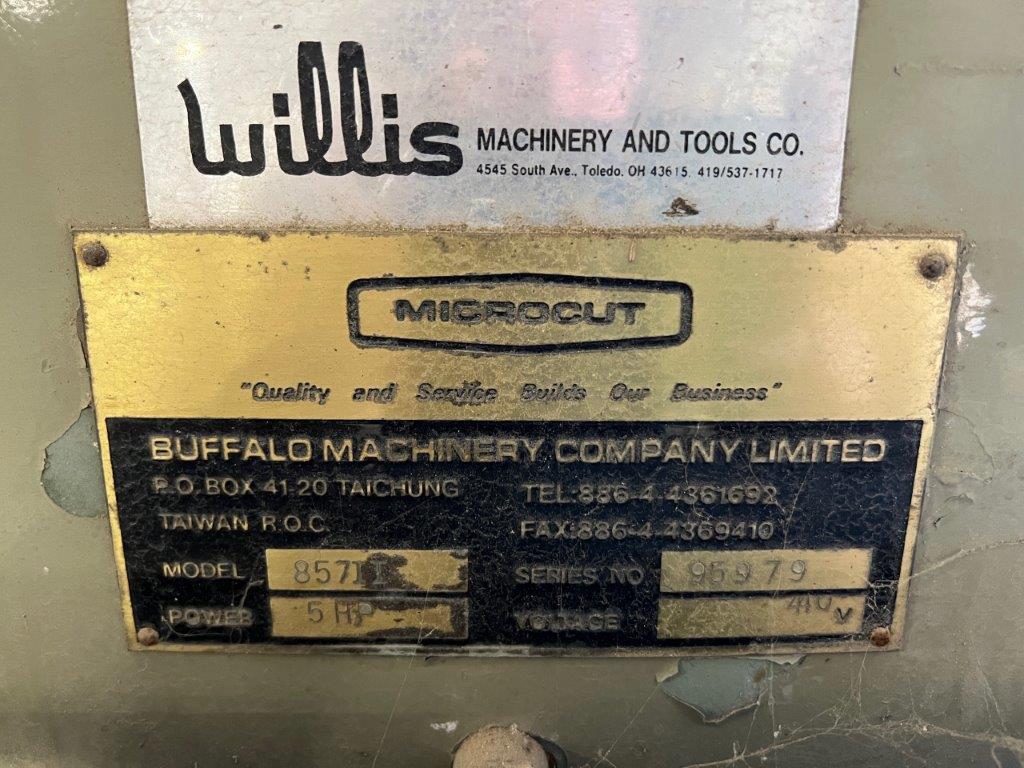 Willis MACHINERY AND TOOLS CO.
4545 South Ave., Toledo, OH 43615. 419/537-1717
MICROCUT
"Quality and Service Builds Our Business"
BUFFALO MACHINERY COMPANY LIMITED
P.O. BOX 41-20 TAICHUNG TEL:886-4-4361692
TAIWAN R.O.C. FAX:886-4-4369410
MODEL 857II SERIES NO 95979
POWER 5 HP VOLTAGE V